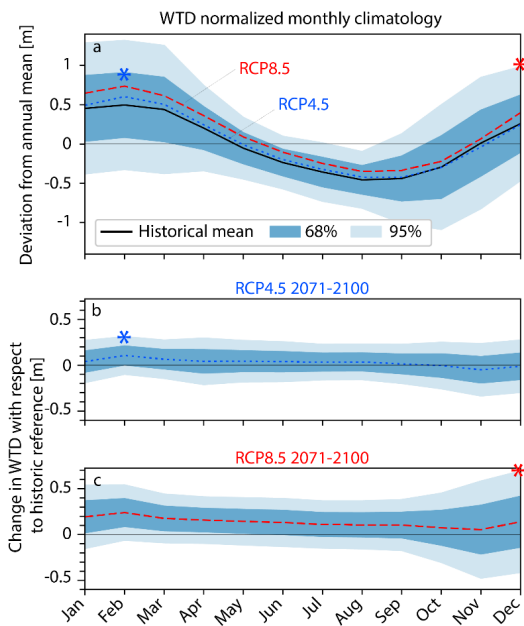 WTD normalized monthly climatology
Deviation from annual mean [m]
a
1
0.5
0
-0.5
-1
RCP8.5
RCP4.5
Historical mean 68% 95%
RCP4.5 2071-2100
b
0.5
0
-0.5
Change in WTD with respect
to historic reference [m]
RCP8.5 2071-2100
c
0.5
0
-0.5
Jan Feb Mar Apr May Jun Jul Aug Sep Oct Nov Dec